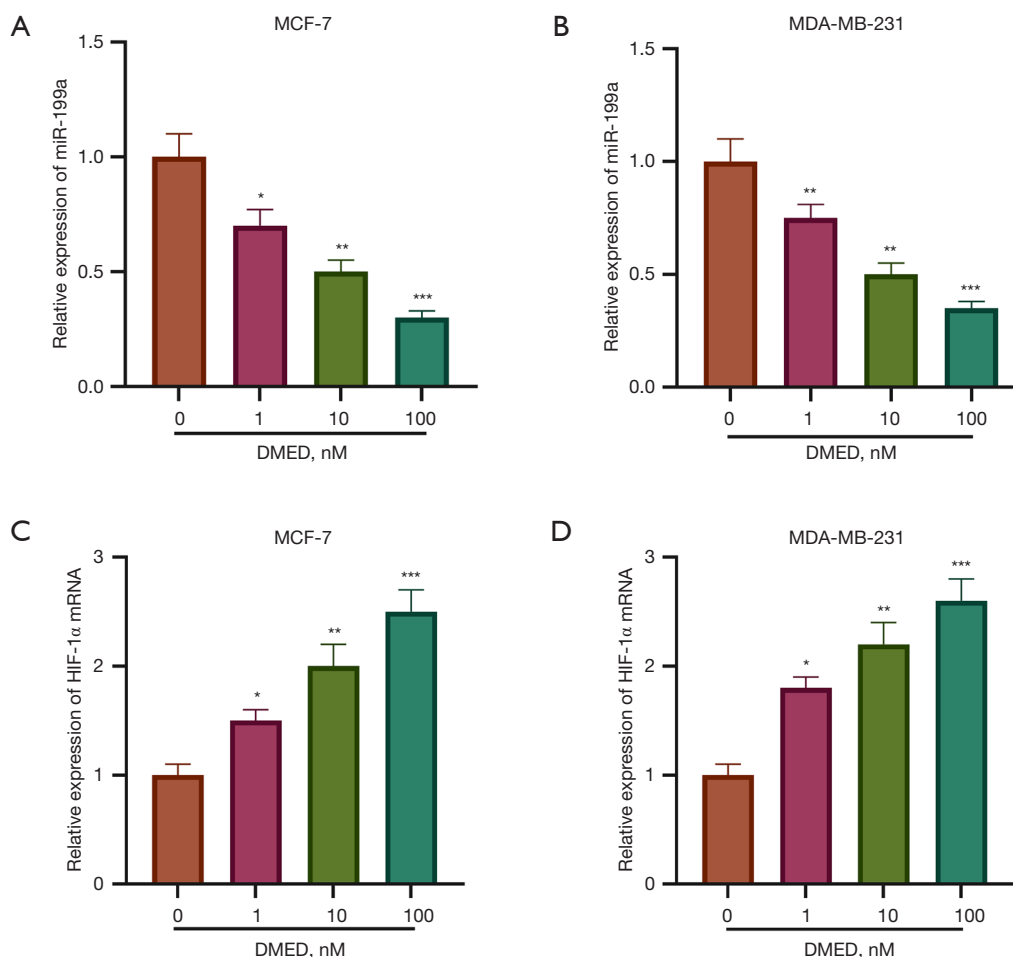 A
MCF-7
Relative expression of miR-199a
1.5
1.0
0.5
0.0
*
**
***
0 1 10 100
DMED, nM
B
MDA-MB-231
Relative expression of miR-199a
1.5
1.0
0.5
0.0
**
**
***
0 1 10 100
DMED, nM
C
MCF-7
Relative expression of HIF-1α mRNA
3
2
1
0
*
**
***
0 1 10 100
DMED, nM
D
MDA-MB-231
Relative expression of HIF-1α mRNA
3
2
1
0
*
**
***
0 1 10 100
DMED, nM